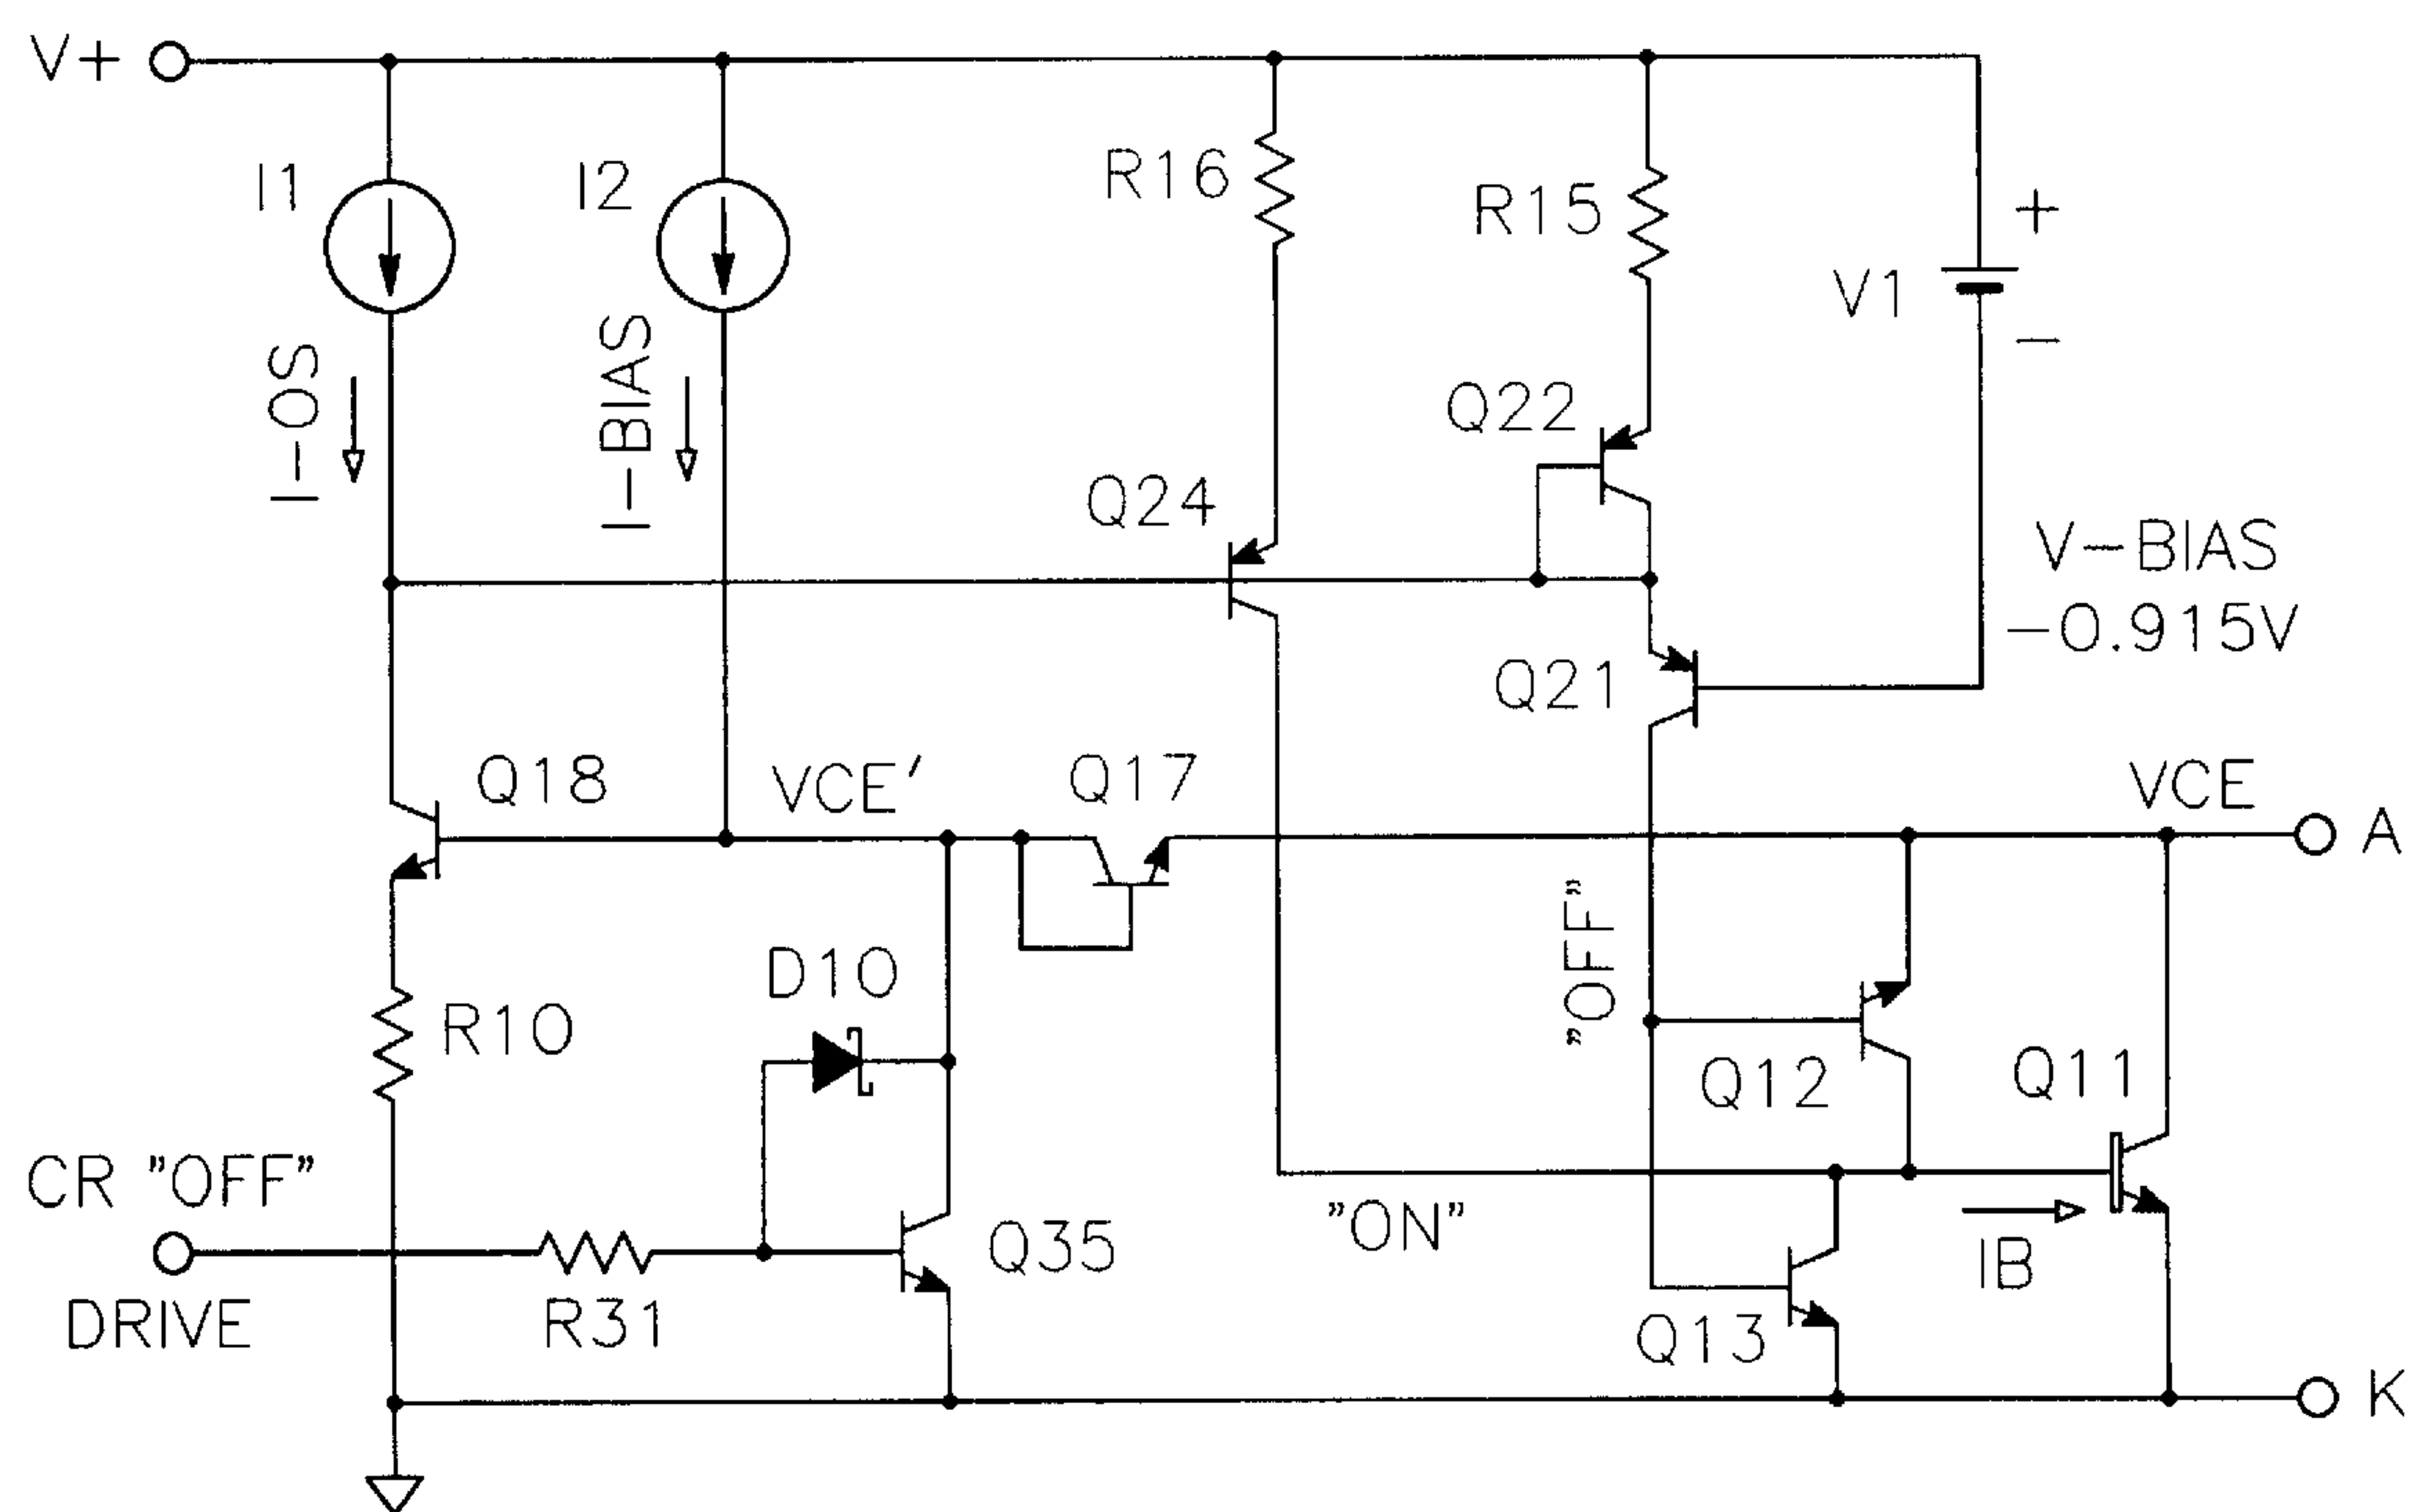 V+
I1
I2
R16
R15
+
V1
−
I-OS
I-BIAS
Q22
Q24
V-BIAS
-0.915V
Q21
Q18
VCE'
Q17
VCE
A
"OFF"
D10
R10
Q12
Q11
CR "OFF"
DRIVE
R31
Q35
"ON"
IB
Q13
K